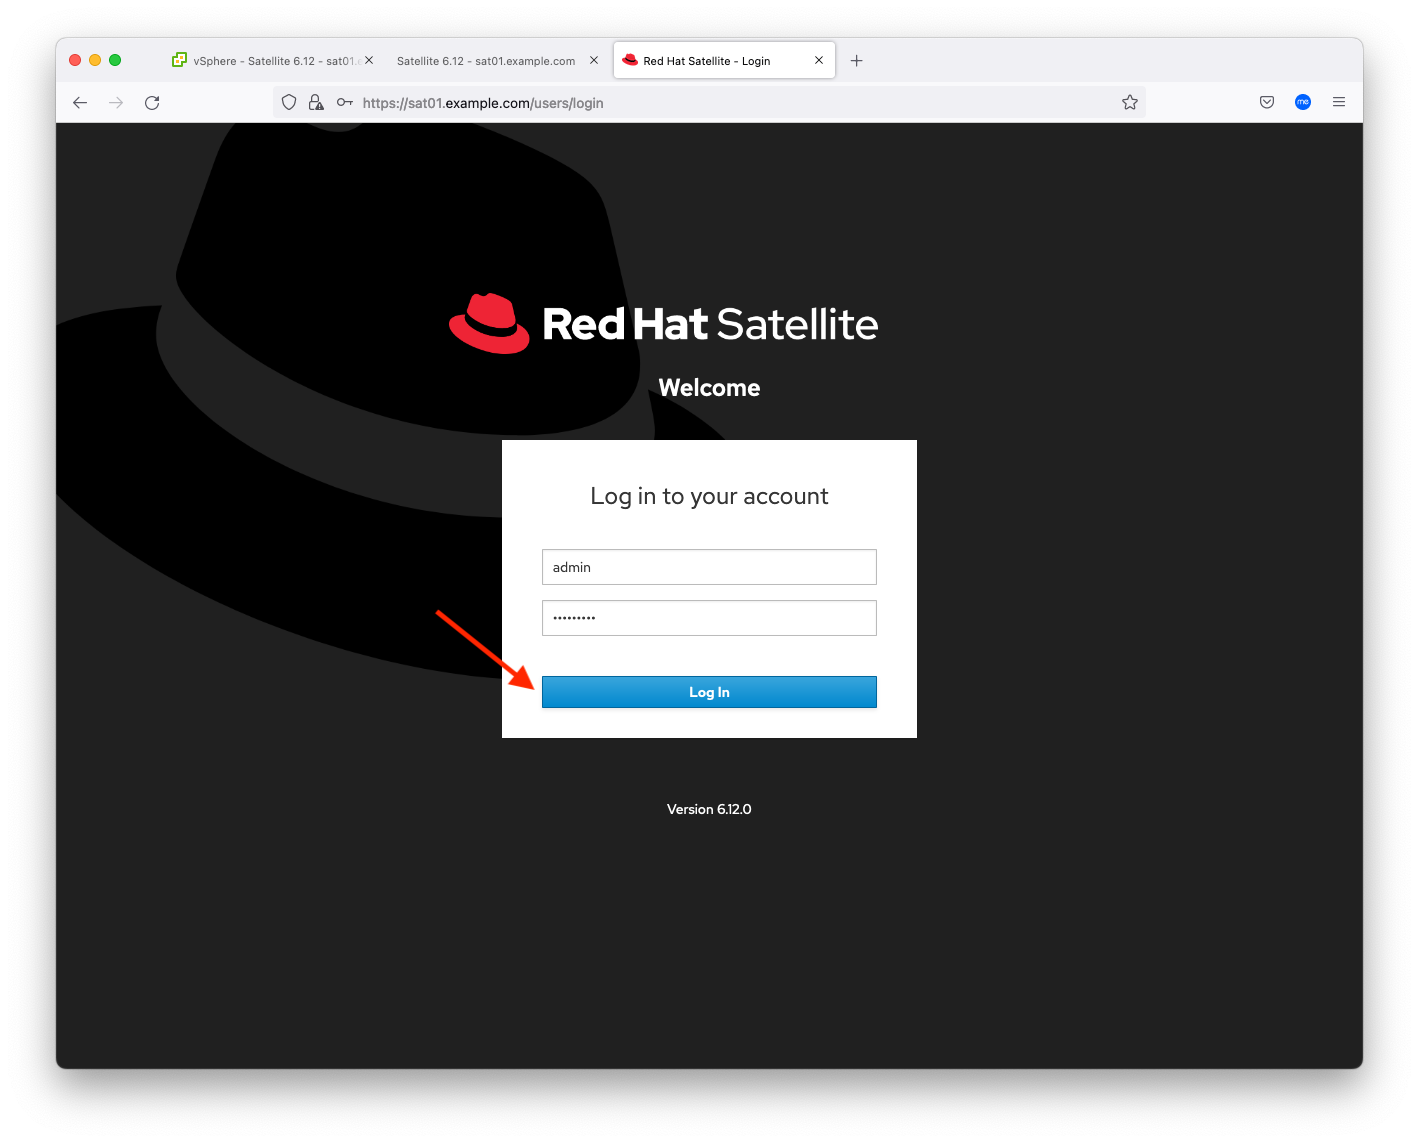 vSphere - Satellite 6.12 - sat01.e
Satellite 6.12 - sat01.example.com
Red Hat Satellite - Login
https://sat01.example.com/users/login
me
Red Hat Satellite
Welcome
Log in to your account
admin
•••••••••
Log In
Version 6.12.0